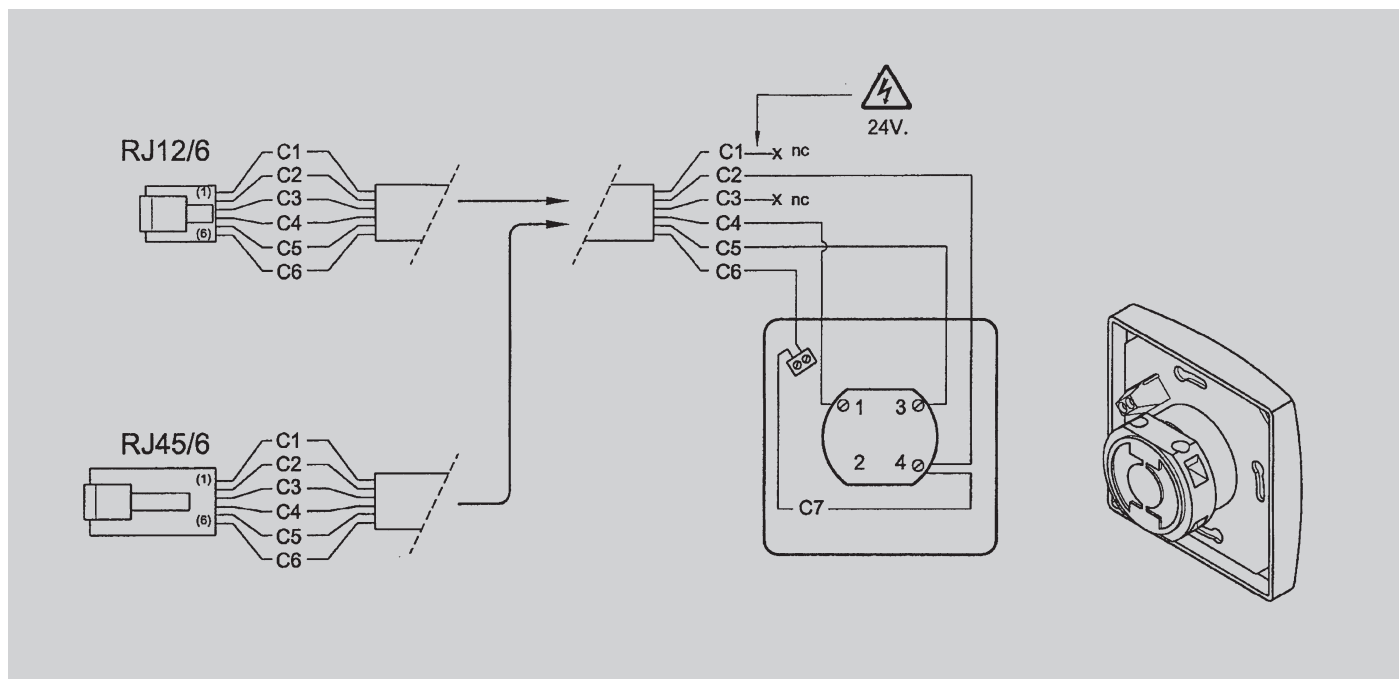 24V.
RJ12/6
(1)
(6)
C1
C2
C3
C4
C5
C6
C1 x nc
C2
C3 x nc
C4
C5
C6
1 3
2 4
C7
RJ45/6
(1)
(6)
C1
C2
C3
C4
C5
C6